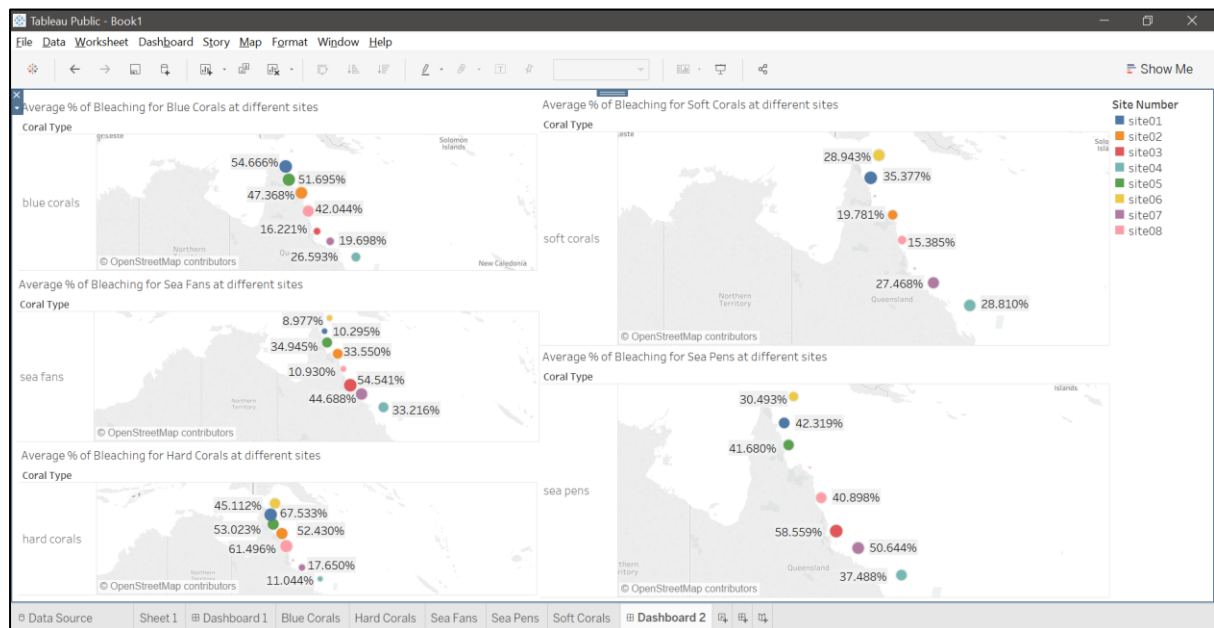 Tableau Public - Book1
File Data Worksheet Dashboard Story Map Format Window Help
Show Me
Average % of Bleaching for Blue Corals at different sites
Coral Type
blue corals
Solomon
Islands
54.666%
51.695%
47.368%
42.044%
16.221%
19.698%
26.593%
Northern
New Caledonia
© OpenStreetMap contributors
Average % of Bleaching for Sea Fans at different sites
Coral Type
sea fans
8.977%
10.295%
34.945%
33.550%
10.930%
54.541%
44.688%
33.216%
Northern
Territory
© OpenStreetMap contributors
Average % of Bleaching for Hard Corals at different sites
Coral Type
hard corals
45.112%
67.533%
53.023%
52.430%
61.496%
17.650%
11.044%
Northern
© OpenStreetMap contributors
Average % of Bleaching for Soft Corals at different sites
Coral Type
soft corals
28.943%
35.377%
19.781%
15.385%
27.468%
28.810%
Northern
Territory
Queensland
© OpenStreetMap contributors
Average % of Bleaching for Sea Pens at different sites
Coral Type
sea pens
Islands
30.493%
42.319%
41.680%
40.898%
58.559%
50.644%
37.488%
Queensland
© OpenStreetMap contributors
Site Number
site01
site02
site03
site04
site05
site06
site07
site08
Data Source Sheet 1 Dashboard 1 Blue Corals Hard Corals Sea Fans Sea Pens Soft Corals Dashboard 2